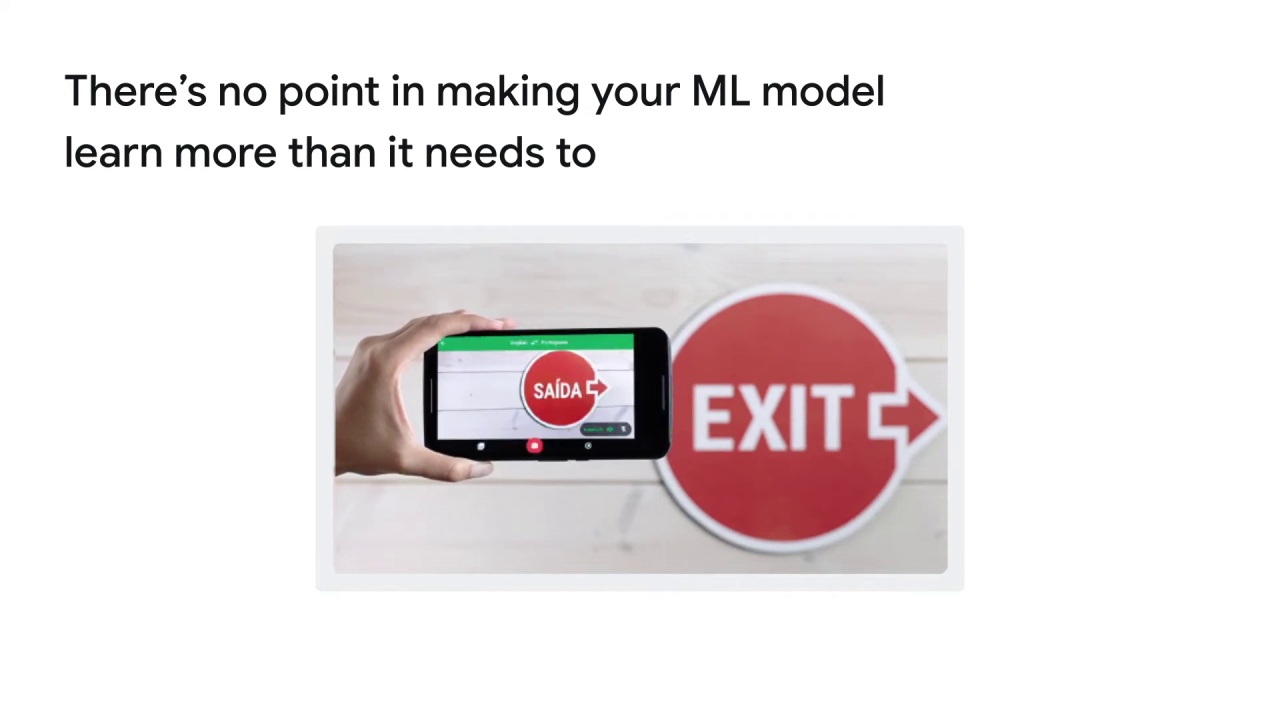 There’s no point in making your ML model
learn more than it needs to
SAÍDA
EXIT